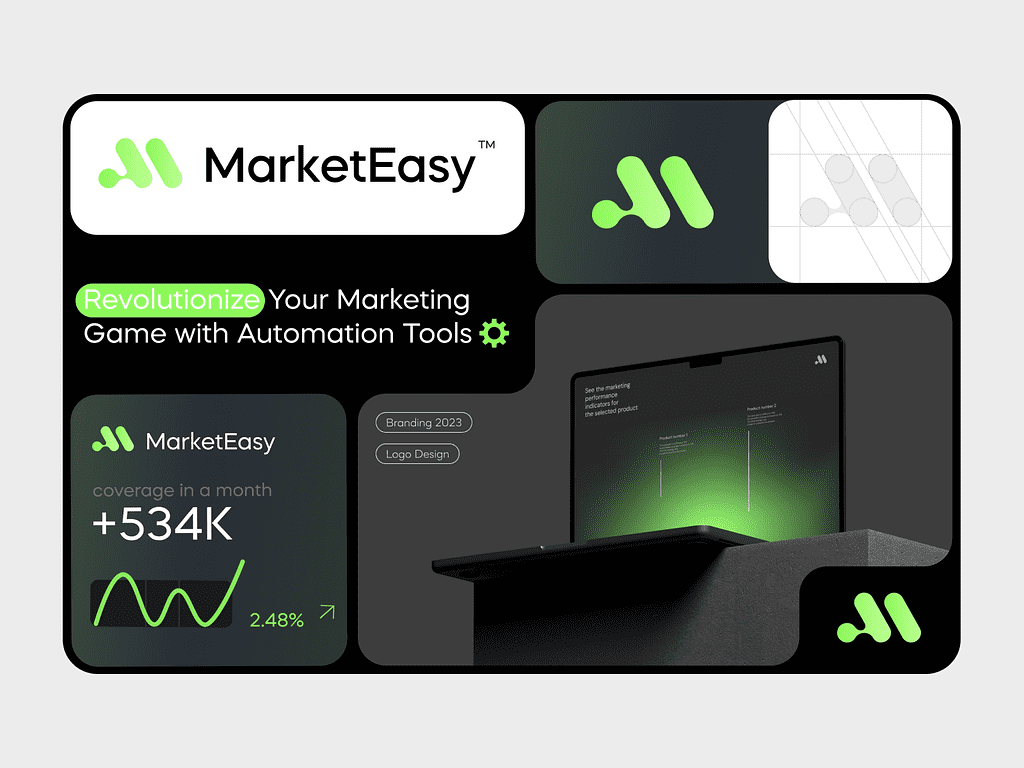 MarketEasy™
Revolutionize Your Marketing
Game with Automation Tools
MarketEasy
coverage in a month
+534K
2.48%
Branding 2023
Logo Design
See the marketing
performance
indicators for
the selected product
Product number 1
Product number 2